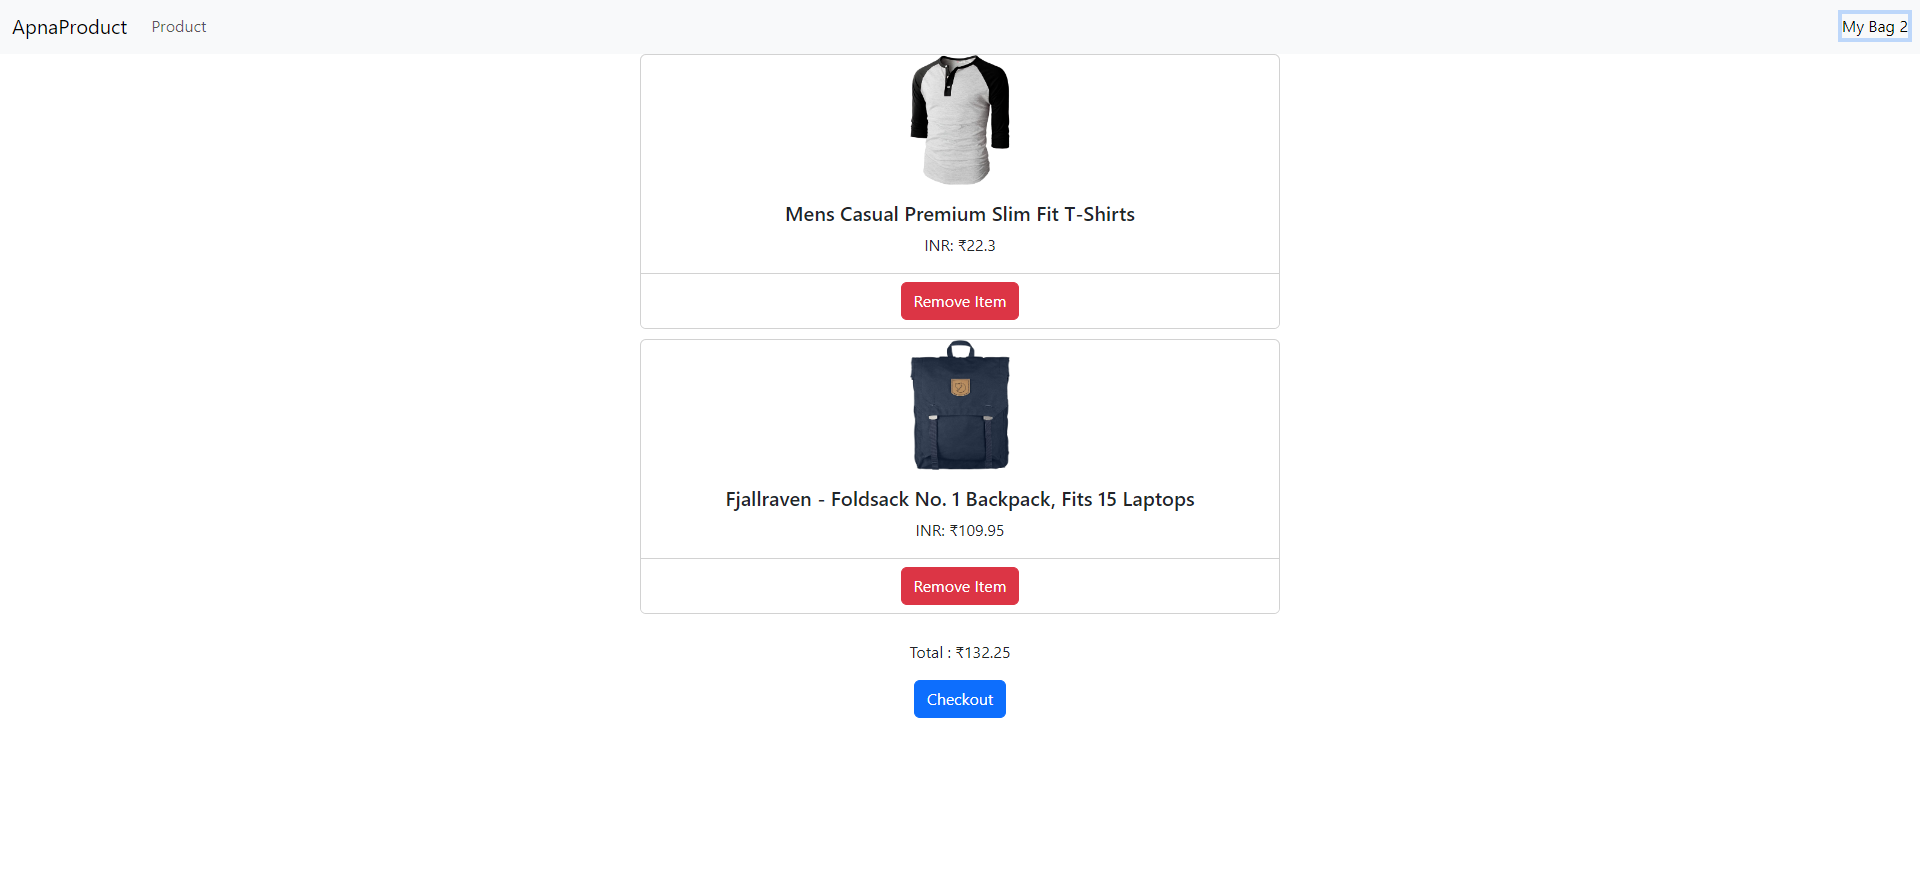 ApnaProduct Product My Bag 2
Mens Casual Premium Slim Fit T-Shirts
INR: ₹22.3
Remove Item
Fjallraven - Foldsack No. 1 Backpack, Fits 15 Laptops
INR: ₹109.95
Remove Item
Total : ₹132.25
Checkout